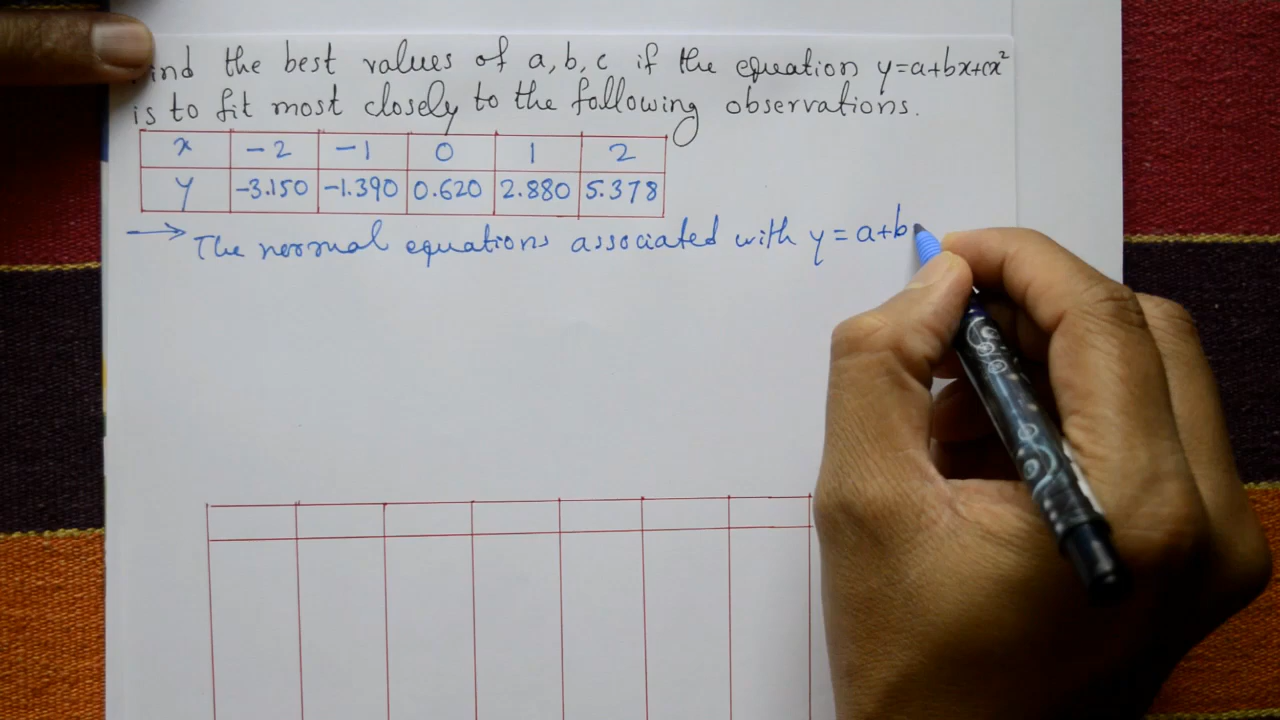 ind the best values of a, b, c if the equation y=a+bx+cx²
is to fit most closely to the following observations.
x -2 -1 0 1 2
y -3.150 -1.390 0.620 2.880 5.378
→ The normal equations associated with y = a+b